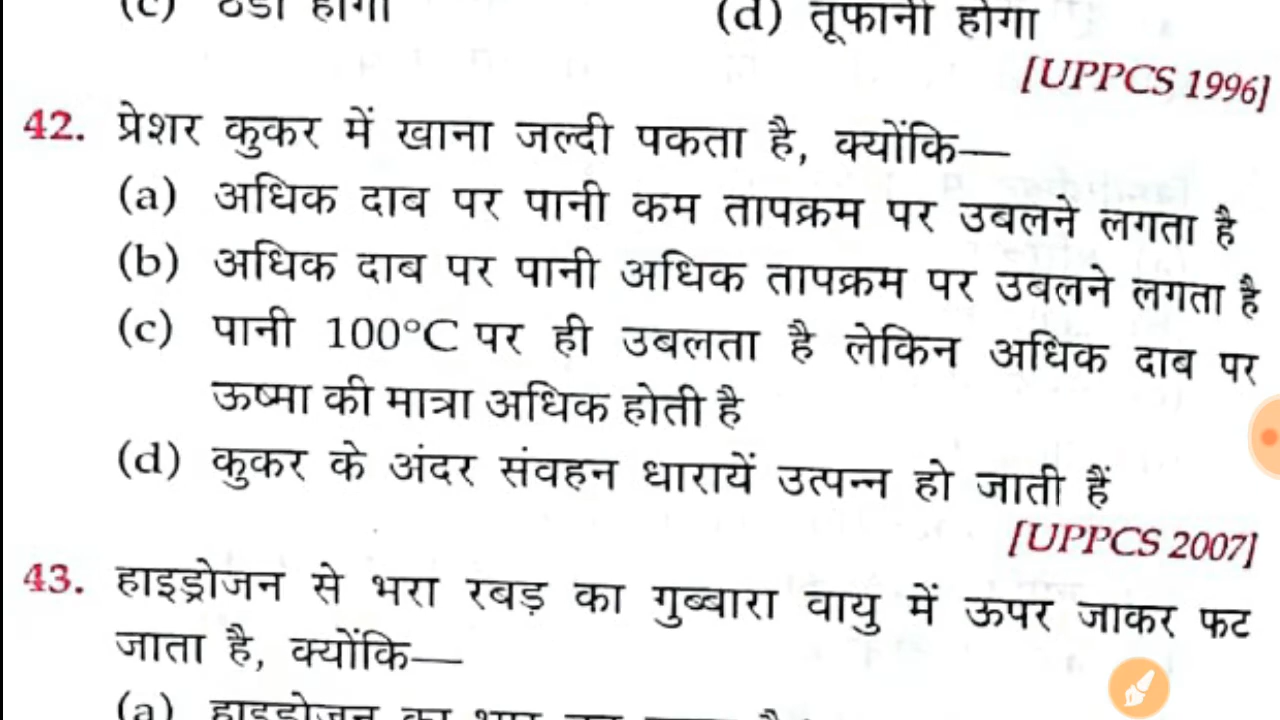 (c) ठंडा होगा (d) तूफानी होगा
[UPPCS 1996]
42. प्रेशर कुकर में खाना जल्दी पकता है, क्योंकि—
(a) अधिक दाब पर पानी कम तापक्रम पर उबलने लगता है
(b) अधिक दाब पर पानी अधिक तापक्रम पर उबलने लगता है
(c) पानी 100°C पर ही उबलता है लेकिन अधिक दाब पर
ऊष्मा की मात्रा अधिक होती है
(d) कुकर के अंदर संवहन धारायें उत्पन्न हो जाती हैं
[UPPCS 2007]
43. हाइड्रोजन से भरा रबड़ का गुब्बारा वायु में ऊपर जाकर फट
जाता है, क्योंकि—
(a) हाइड्रोजन का